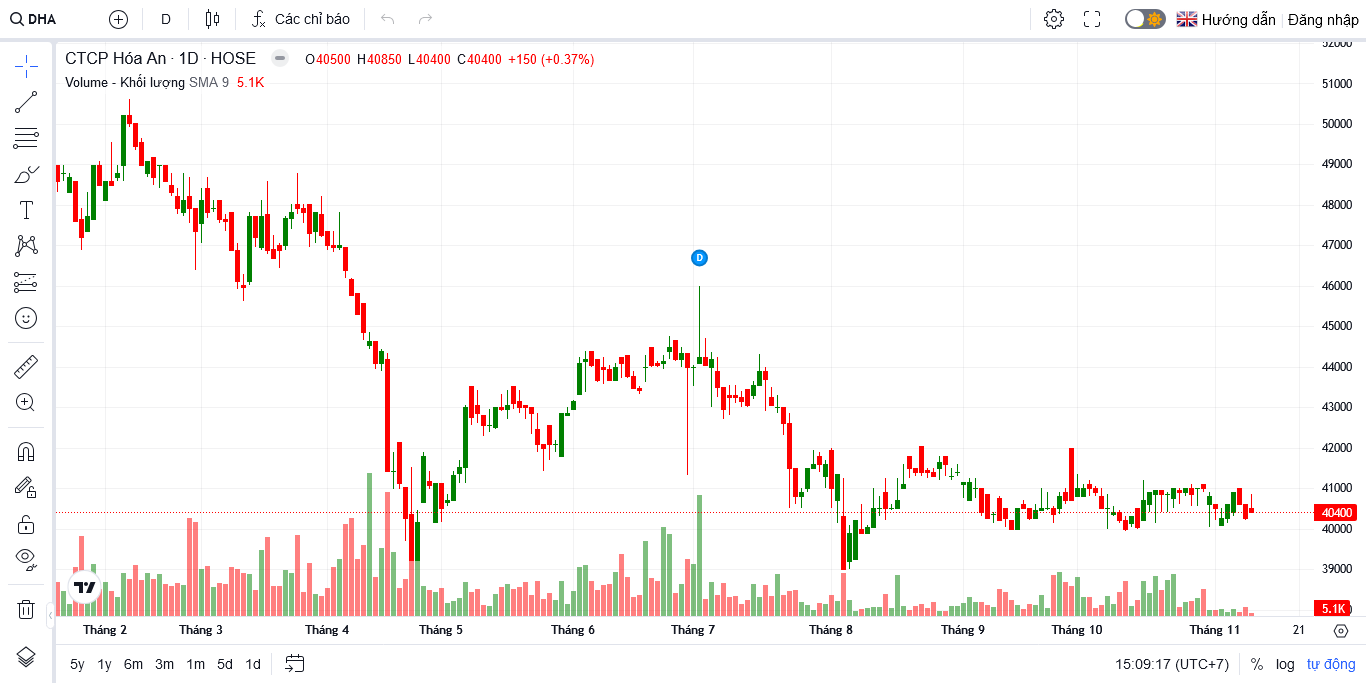 DHA D Các chỉ báo Hướng dẫn Đăng nhập
CTCP Hóa An · 1D · HOSE O40500 H40850 L40400 C40400 +150 (+0.37%)
Volume - Khối lượng SMA 9 5.1K
52000
51000
50000
49000
48000
47000
46000
45000
44000
43000
42000
41000
40400
40000
39000
5.1K
D
Tháng 2 Tháng 3 Tháng 4 Tháng 5 Tháng 6 Tháng 7 Tháng 8 Tháng 9 Tháng 10 Tháng 11 21
5y 1y 6m 3m 1m 5d 1d 15:09:17 (UTC+7) % log tự động